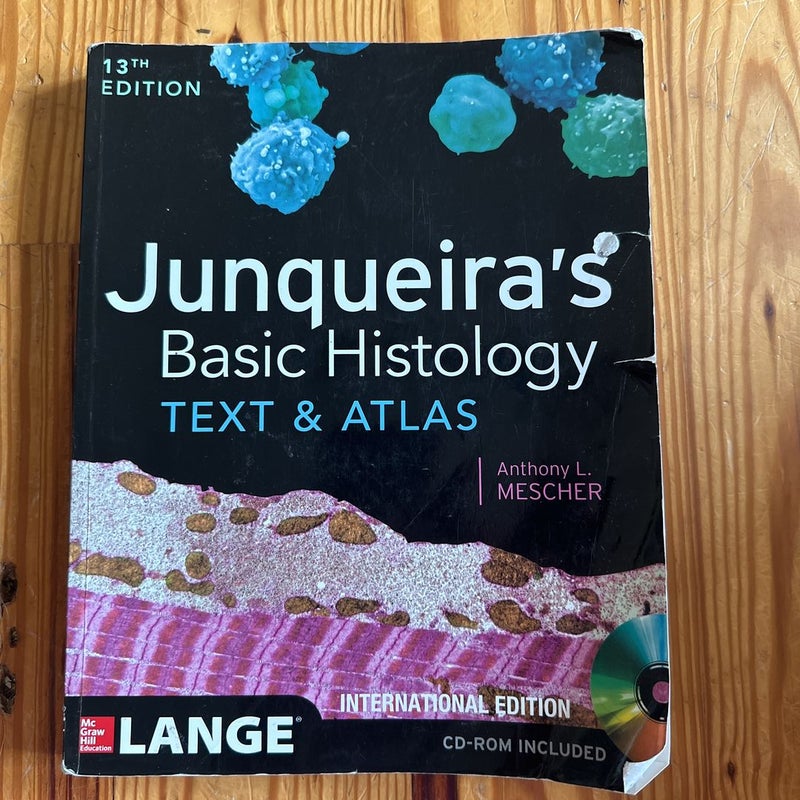 13TH
EDITION
Junqueira's
Basic Histology
TEXT & ATLAS
Anthony L.
MESCHER
INTERNATIONAL EDITION
Mc
Graw
Hill
Education
LANGE®
CD-ROM INCLUDED